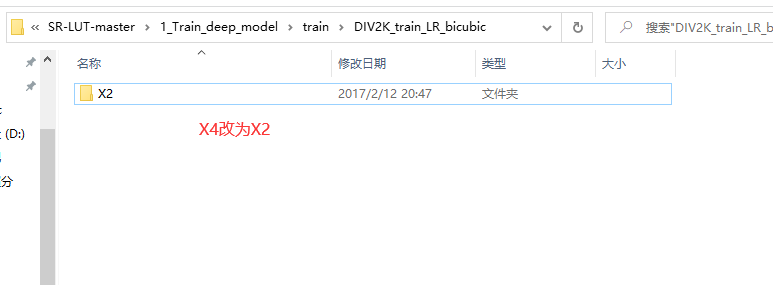 « SR-LUT-master › 1_Train_deep_model › train › DIV2K_train_LR_bicubic
搜索"DIV2K_train_LR_bicubic
名称 修改日期 类型 大小
X2 2017/2/12 20:47 文件夹
X4改为X2
(D:)
分